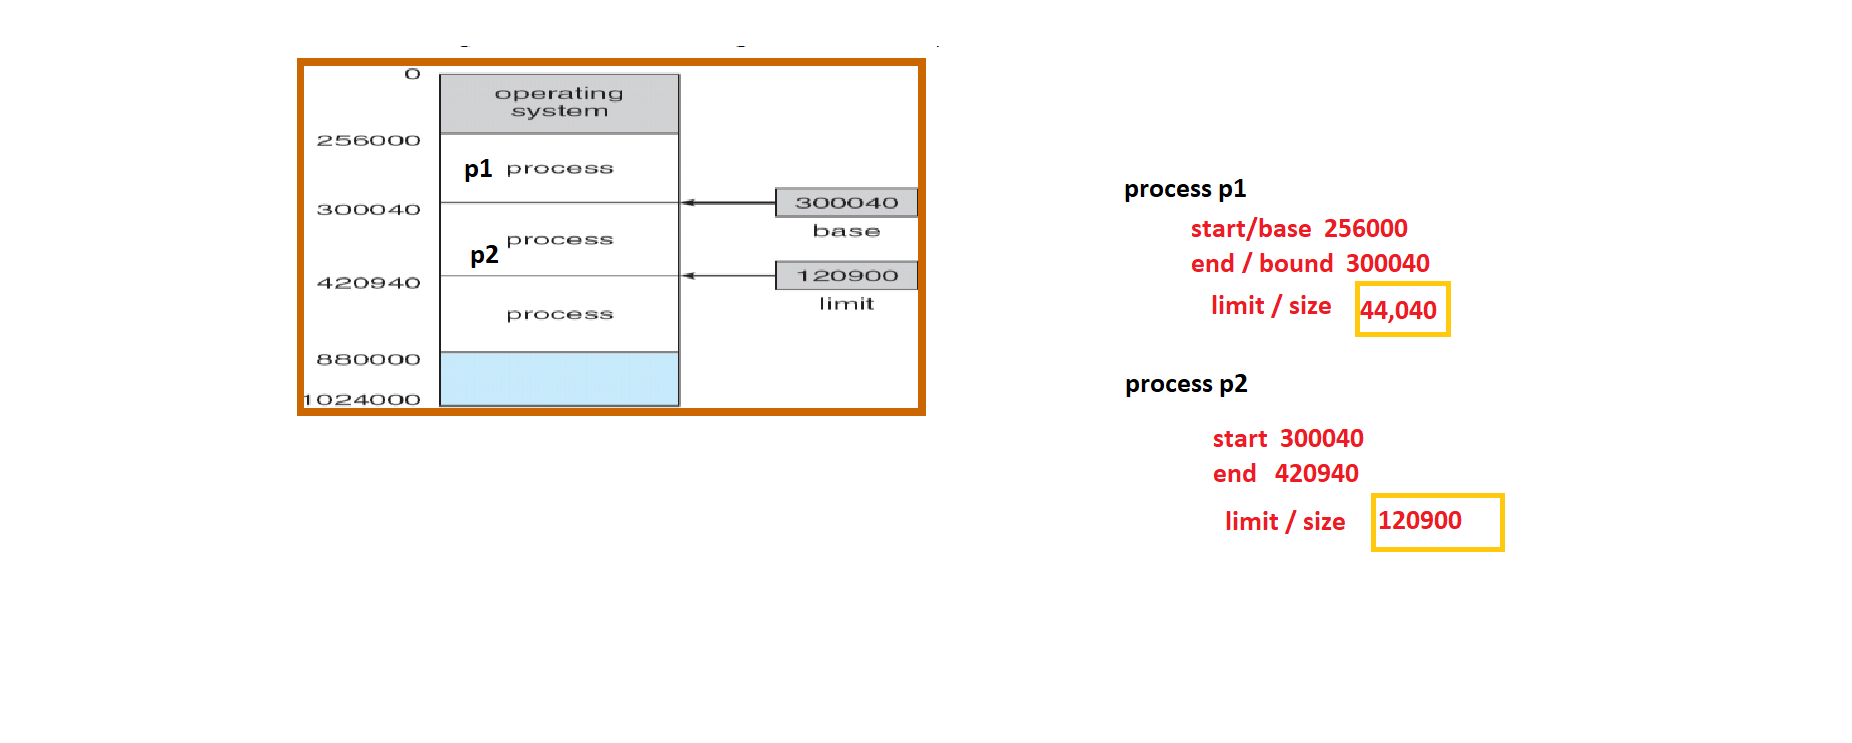 0
operating
system
256000
p1 process
300040
300040
base
process
p2
420940
120900
limit
process
880000
1024000
process p1
start/base 256000
end / bound 300040
limit / size 44,040
process p2
start 300040
end 420940
limit / size 120900